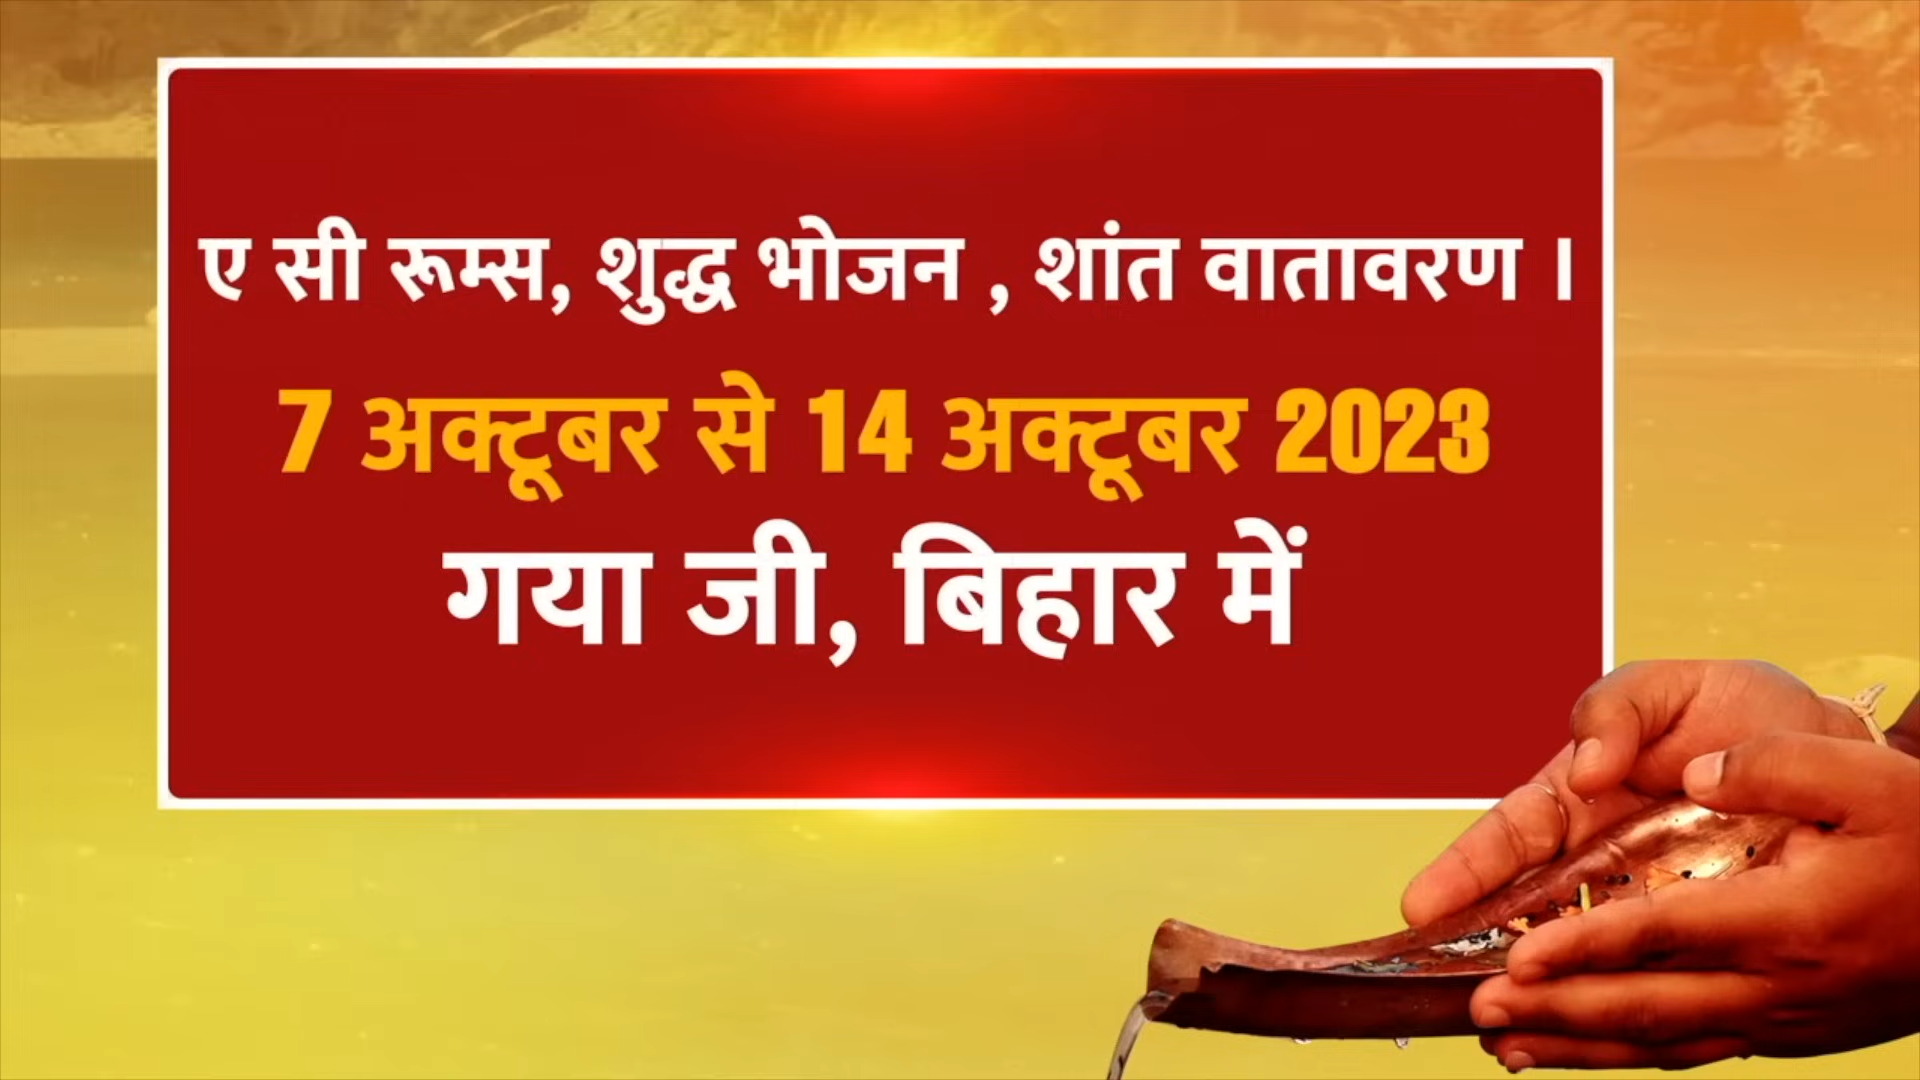 ए सी रूम्स, शुद्ध भोजन , शांत वातावरण ।
7 अक्टूबर से 14 अक्टूबर 2023
गया जी, बिहार में